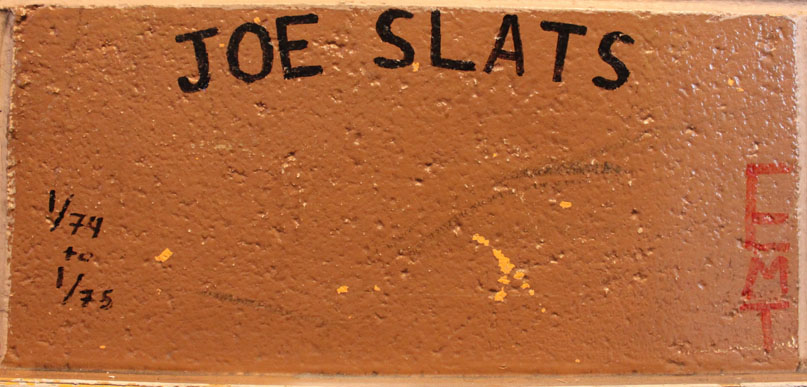 JOE SLATS
1/74
to
1/75
EMT